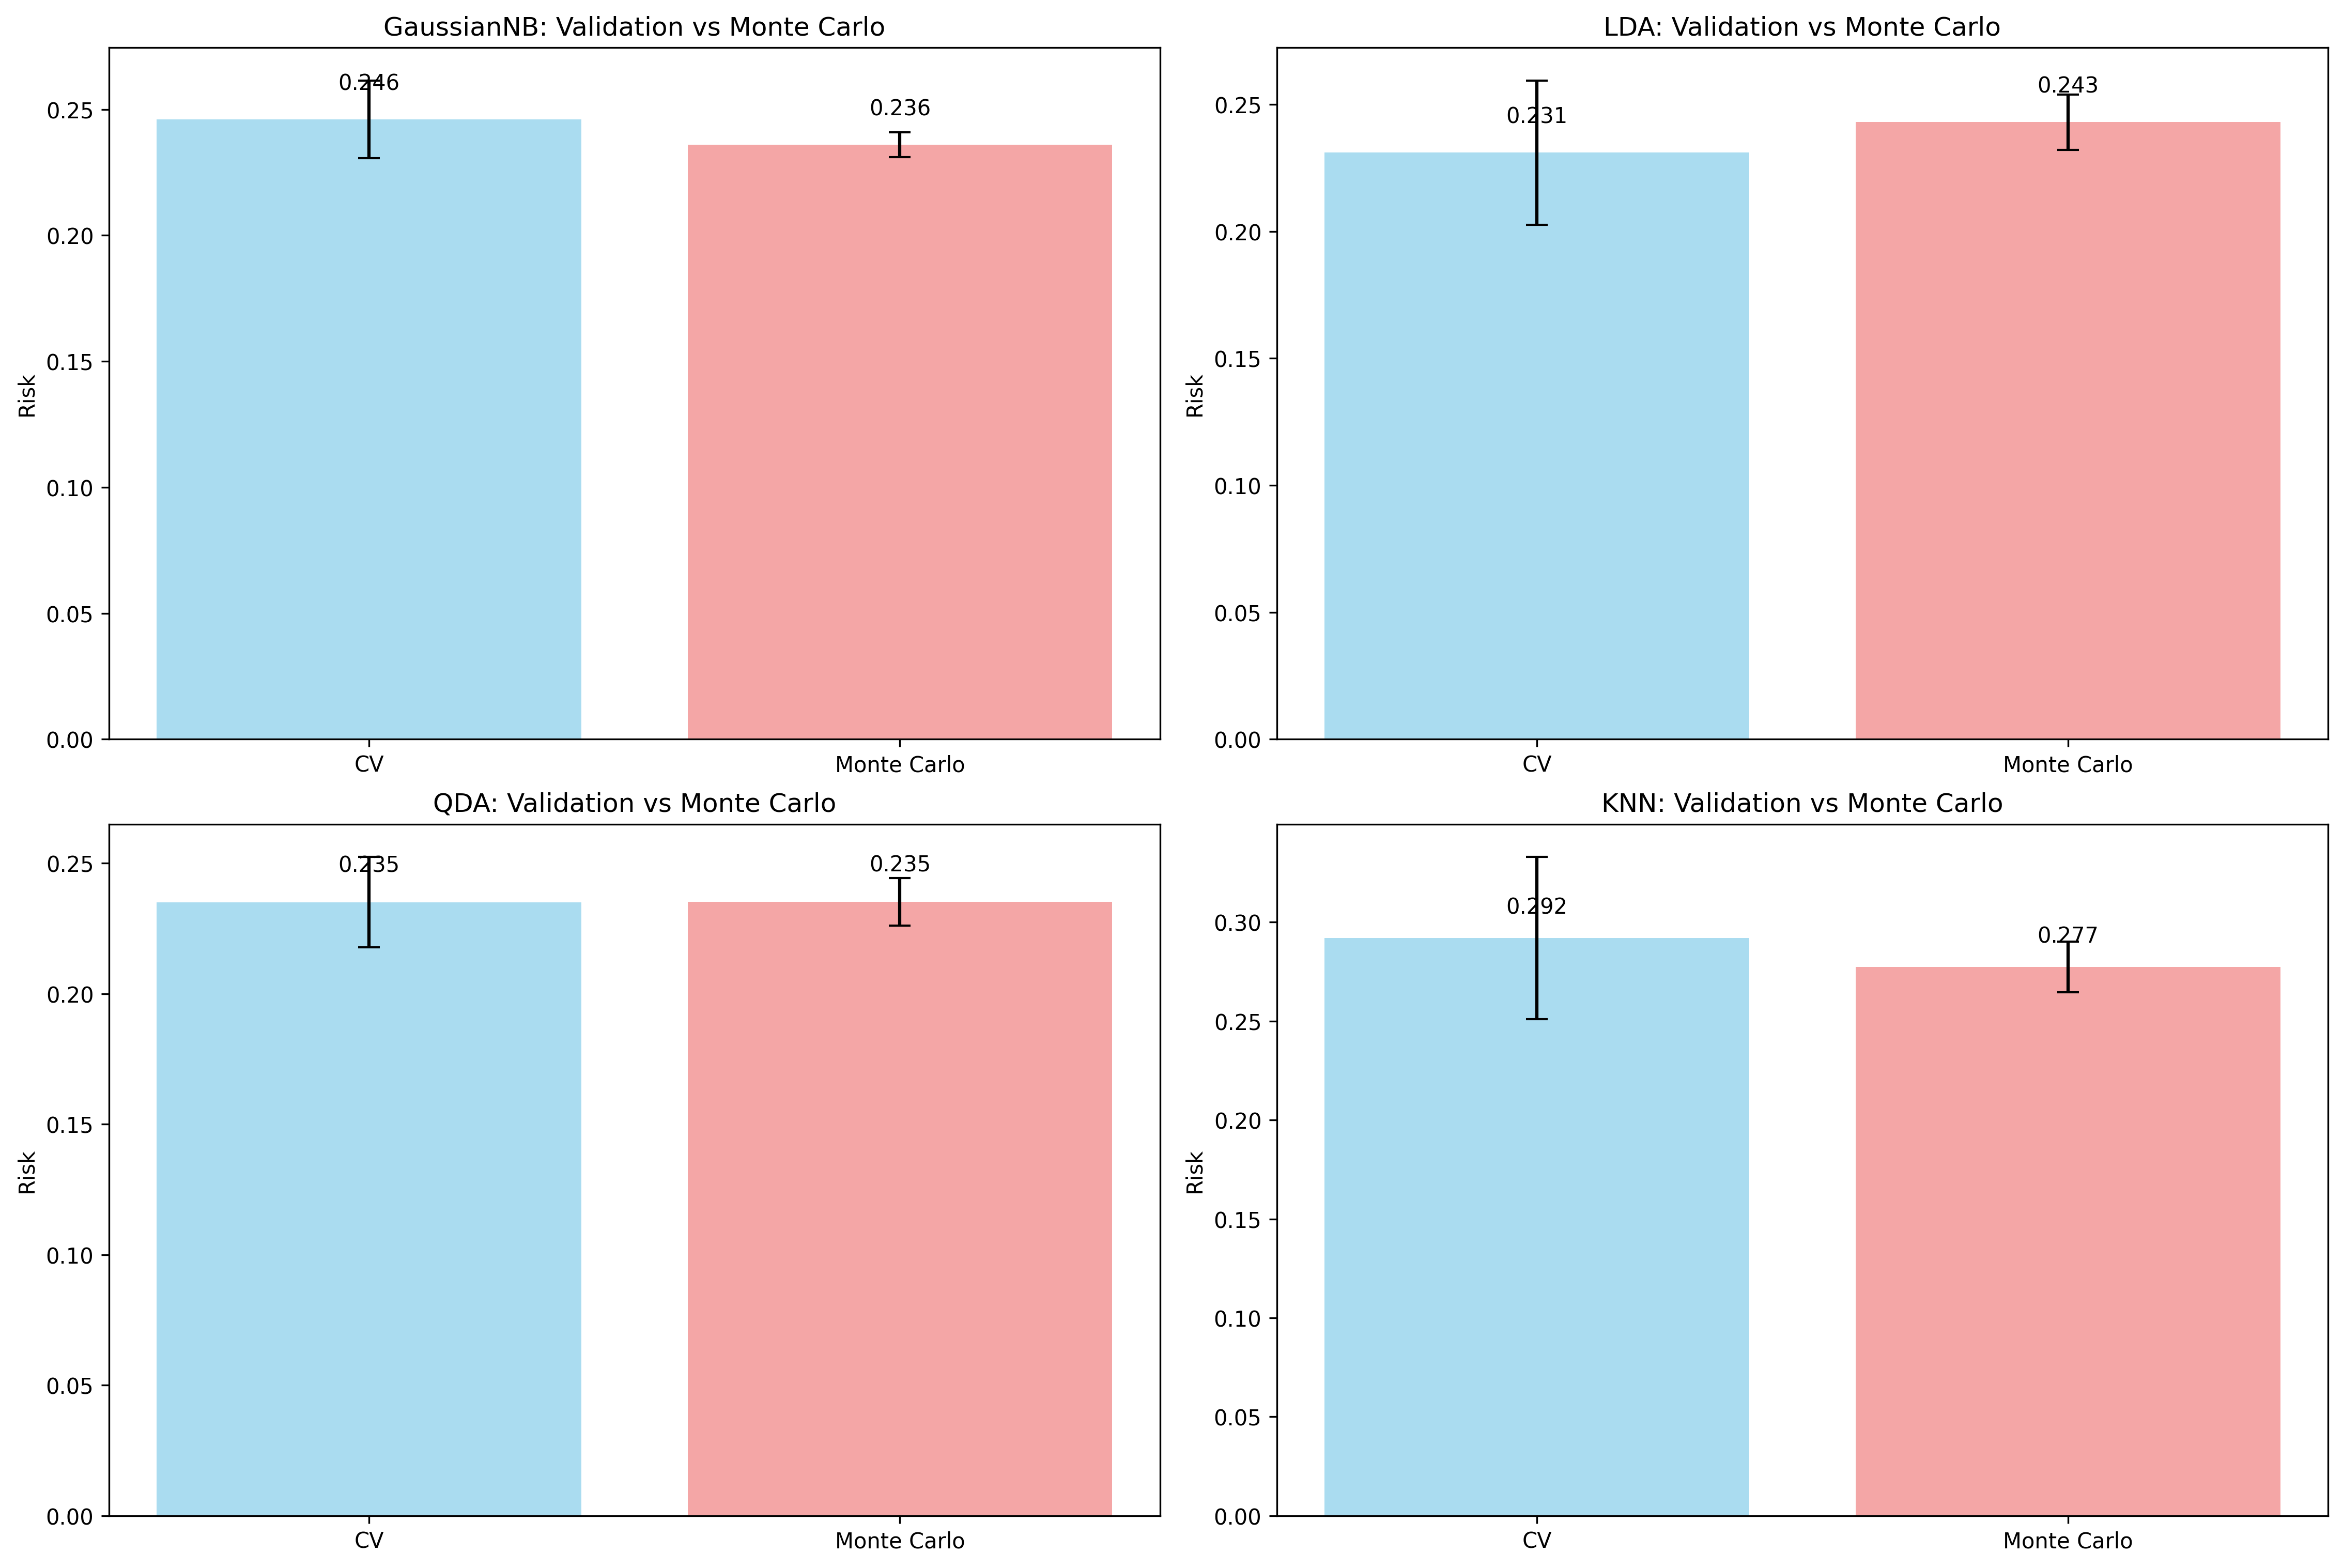 GaussianNB: Validation vs Monte Carlo
0.246
0.236
0.25
0.20
0.15
0.10
0.05
0.00
Risk
CV
Monte Carlo
LDA: Validation vs Monte Carlo
0.231
0.243
0.25
0.20
0.15
0.10
0.05
0.00
Risk
CV
Monte Carlo
QDA: Validation vs Monte Carlo
0.235
0.235
0.25
0.20
0.15
0.10
0.05
0.00
Risk
CV
Monte Carlo
KNN: Validation vs Monte Carlo
0.292
0.277
0.30
0.25
0.20
0.15
0.10
0.05
0.00
Risk
CV
Monte Carlo